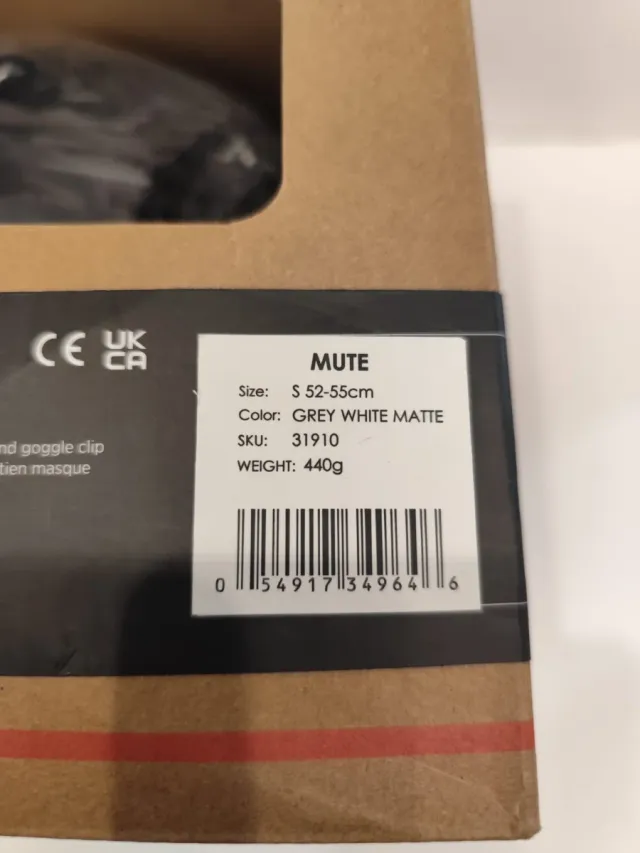 CE UK
CA
MUTE
Size: S 52-55cm
Color: GREY WHITE MATTE
SKU: 31910
WEIGHT: 440g
nd goggle clip
tien masque
0 54917 34964 6